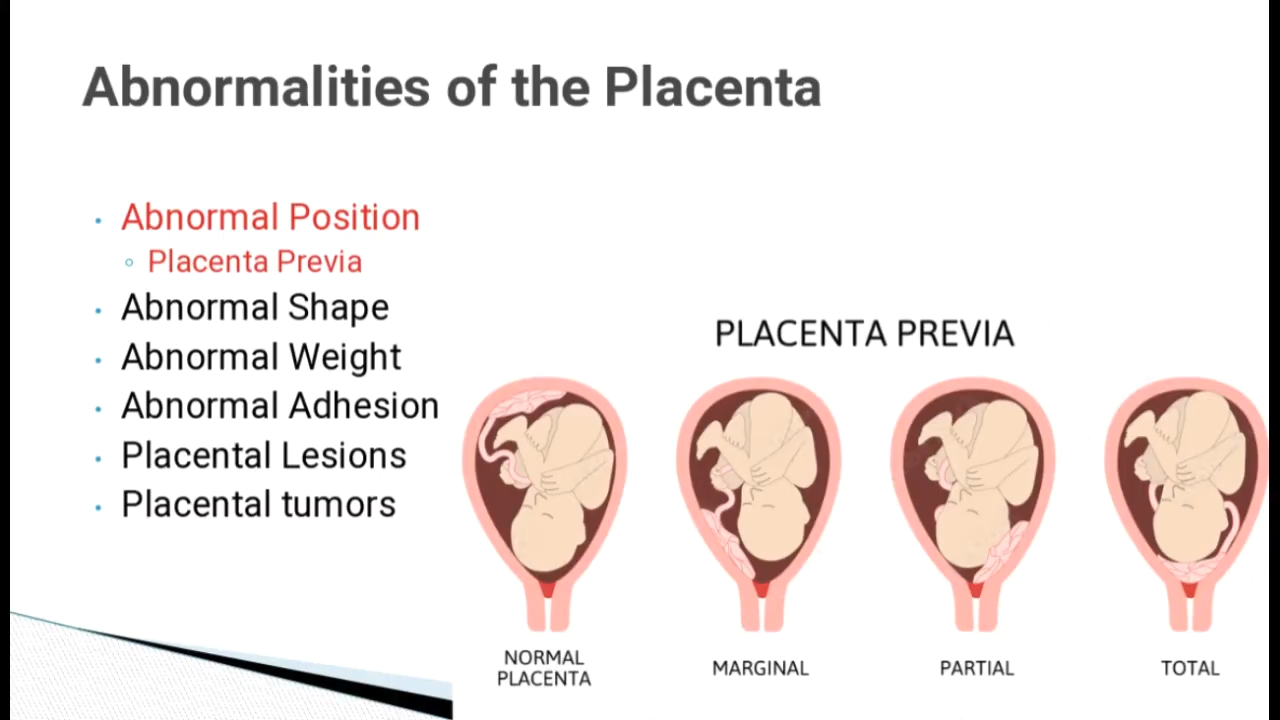 Abnormalities of the Placenta
Abnormal Position
Placenta Previa
Abnormal Shape
Abnormal Weight
Abnormal Adhesion
Placental Lesions
Placental tumors
PLACENTA PREVIA
NORMAL
PLACENTA
MARGINAL
PARTIAL
TOTAL